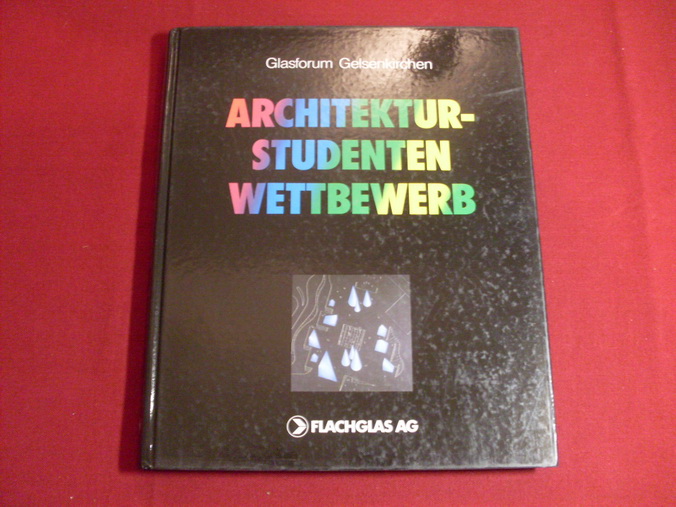 Glasforum Gelsenkirchen
ARCHITEKTUR-
STUDENTEN
WETTBEWERB
FLACHGLAS AG